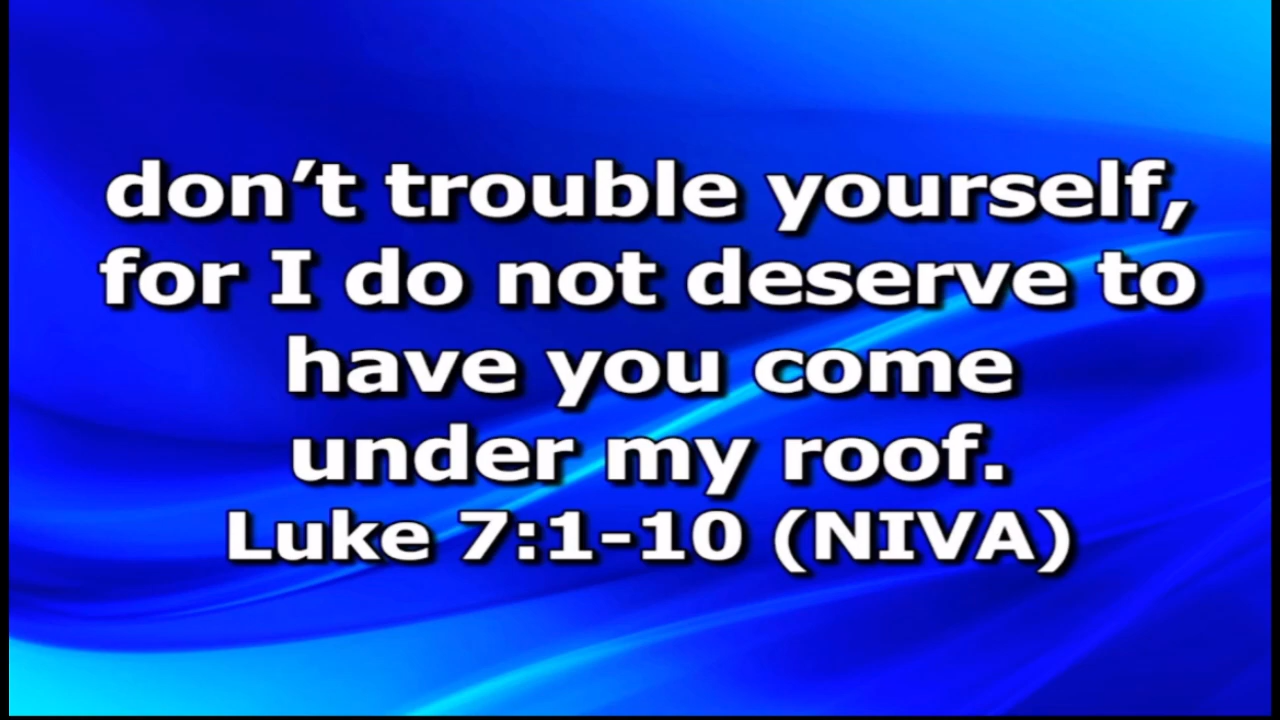 don’t trouble yourself,
for I do not deserve to
have you come
under my roof.
Luke 7:1-10 (NIVA)